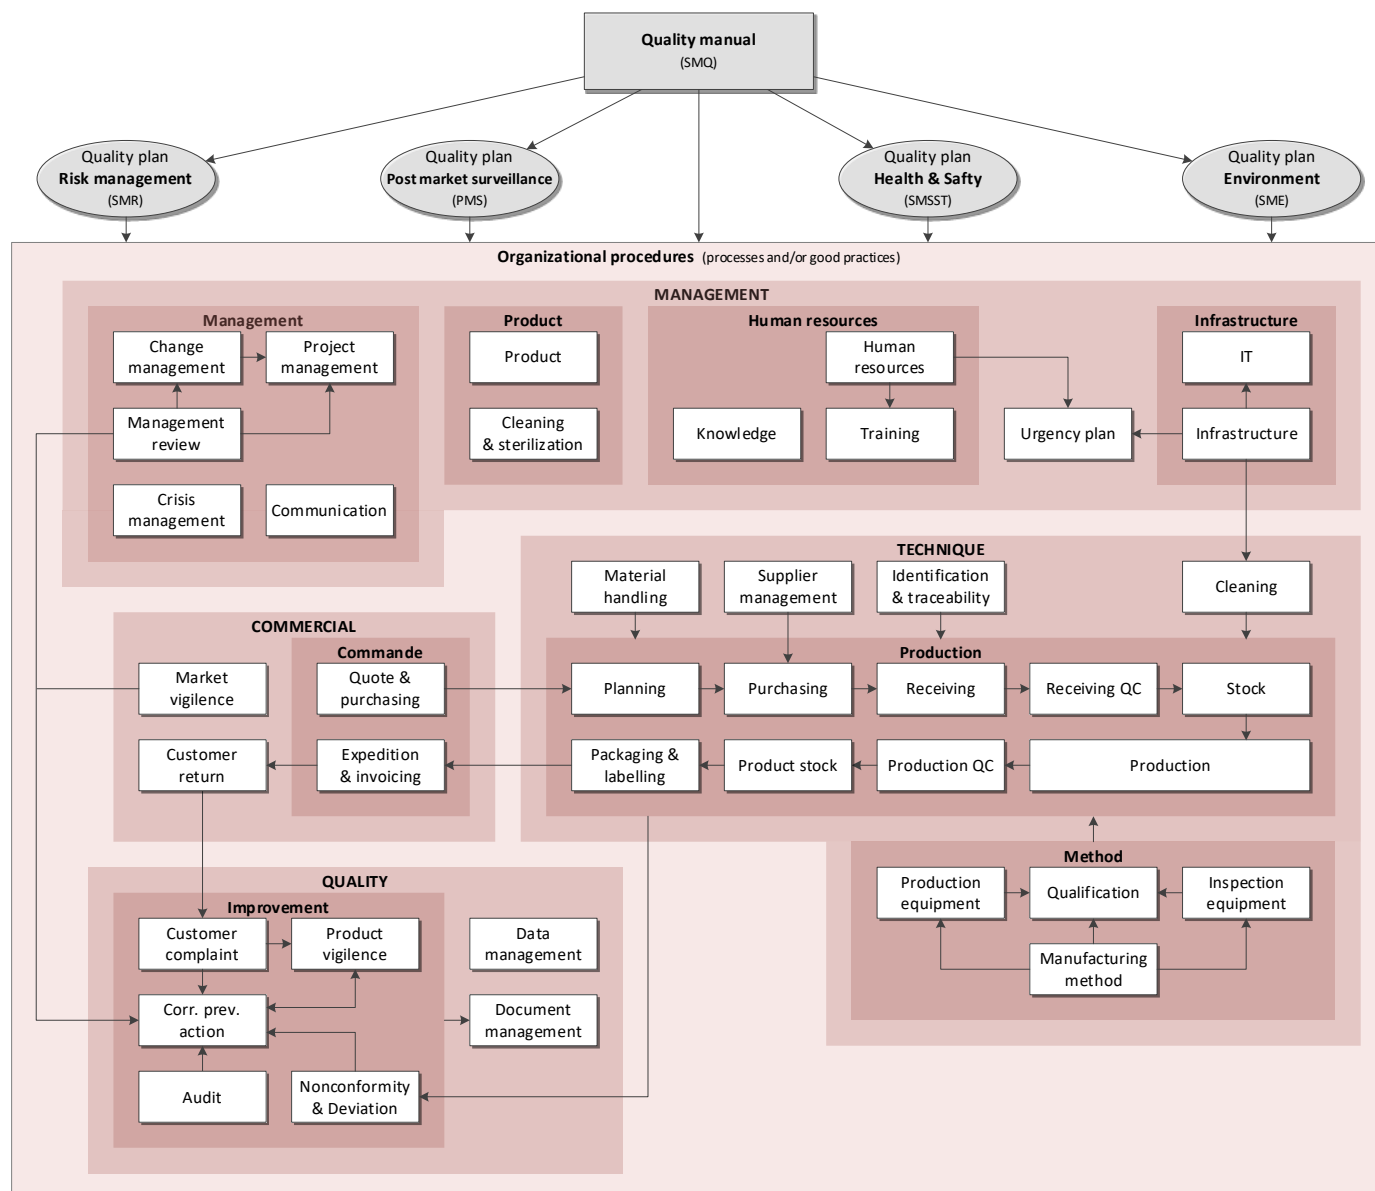 Quality manual
(SMQ)
Quality plan
Risk management
(SMR)
Quality plan
Post market surveillance
(PMS)
Quality plan
Health & Safty
(SMSST)
Quality plan
Environment
(SME)
Organizational procedures (processes and/or good practices)
MANAGEMENT
Management
Change
management
Project
management
Management
review
Crisis
management
Communication
Product
Product
Cleaning
& sterilization
Human resources
Human
resources
Knowledge
Training
Urgency plan
Infrastructure
IT
Infrastructure
TECHNIQUE
Material
handling
Supplier
management
Identification
& traceability
Cleaning
Production
Planning
Purchasing
Receiving
Receiving QC
Stock
Packaging &
labelling
Product stock
Production QC
Production
COMMERCIAL
Commande
Market
vigilence
Quote &
purchasing
Customer
return
Expedition
& invoicing
Method
Production
equipment
Qualification
Inspection
equipment
Manufacturing
method
QUALITY
Improvement
Customer
complaint
Product
vigilence
Corr. prev.
action
Audit
Nonconformity
& Deviation
Data
management
Document
management